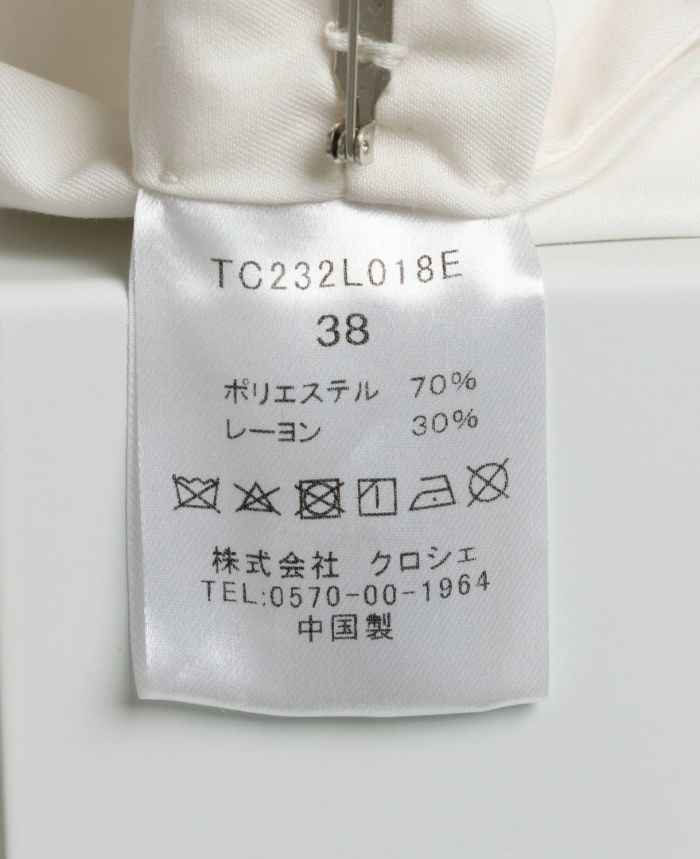 TC232L018E
38
ポリエステル 70%
レーヨン 30%
株式会社 クロシェ
TEL:0570-00-1964
中国製